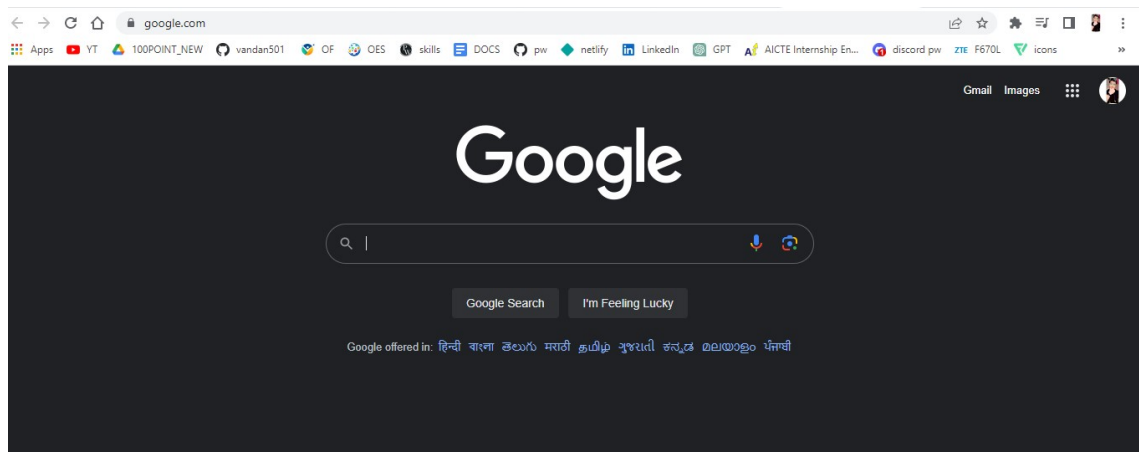 google.com
Apps YT 100POINT_NEW vandan501 OF OES skills DOCS pw netlify LinkedIn GPT AICTE Internship En... discord pw ZTE F670L icons »
Gmail Images
Google
Google Search I'm Feeling Lucky
Google offered in: हिन्दी বাংলা తెలుగు मराठी தமிழ் ગુજરાતી ಕನ್ನಡ മലയാളം ਪੰਜਾਬੀ